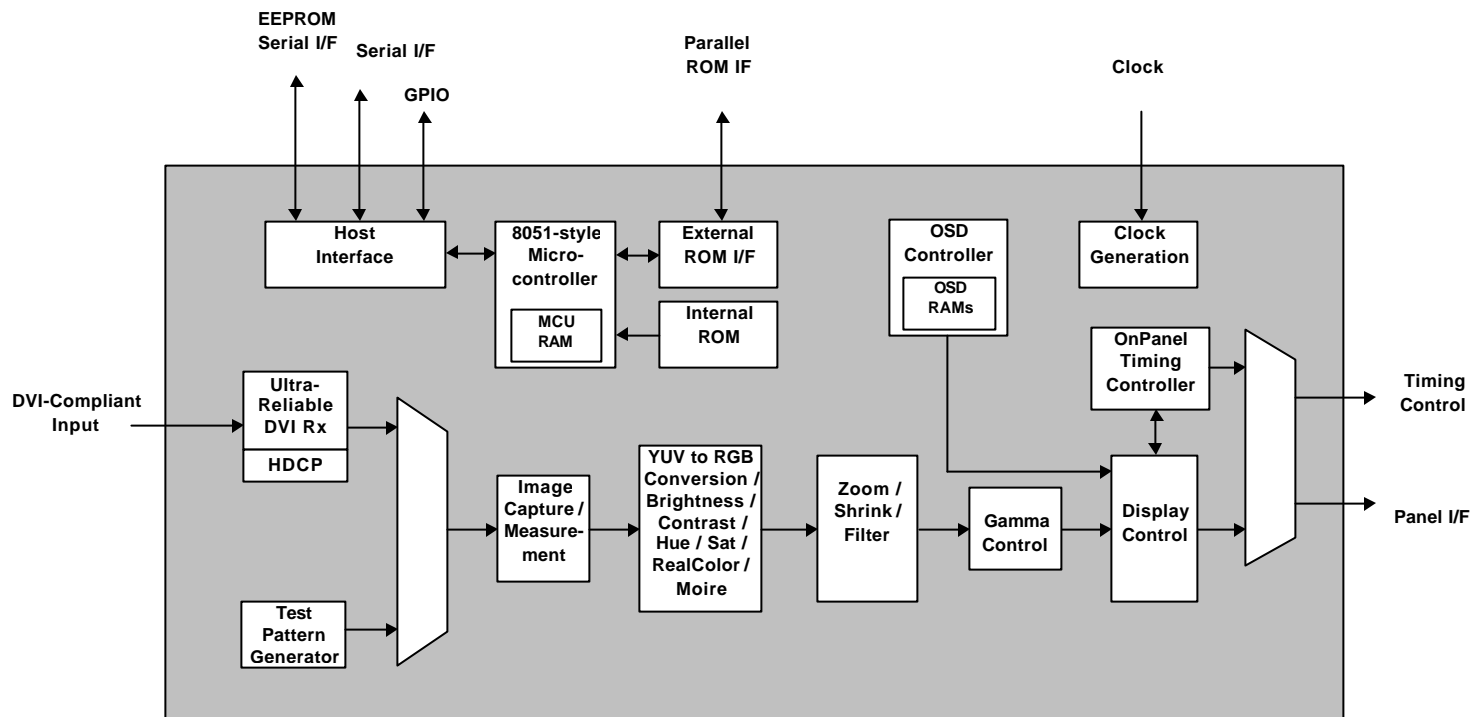 EEPROM
Serial I/F
Serial I/F
GPIO
Parallel
ROM IF
Clock
Host
Interface
8051-style
Micro-
controller
MCU
RAM
External
ROM I/F
Internal
ROM
OSD
Controller
OSD
RAMs
Clock
Generation
OnPanel
Timing
Controller
Timing
Control
DVI-Compliant
Input
Ultra-
Reliable
DVI Rx
HDCP
Image
Capture /
Measure-
ment
YUV to RGB
Conversion /
Brightness /
Contrast /
Hue / Sat /
RealColor /
Moire
Zoom /
Shrink /
Filter
Gamma
Control
Display
Control
Panel I/F
Test
Pattern
Generator